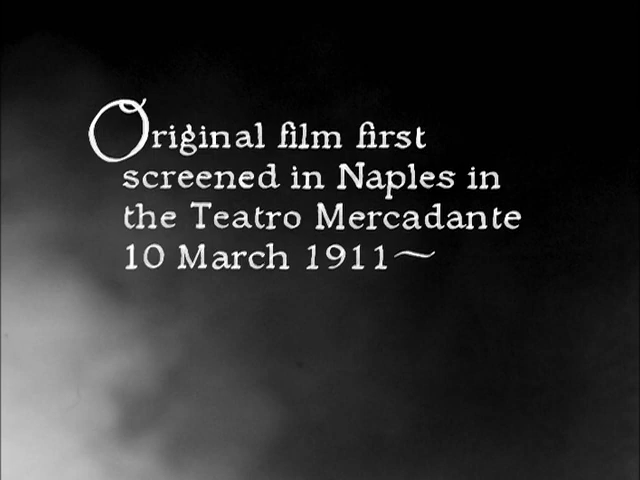 Original film first
screened in Naples in
the Teatro Mercadante
10 March 1911~